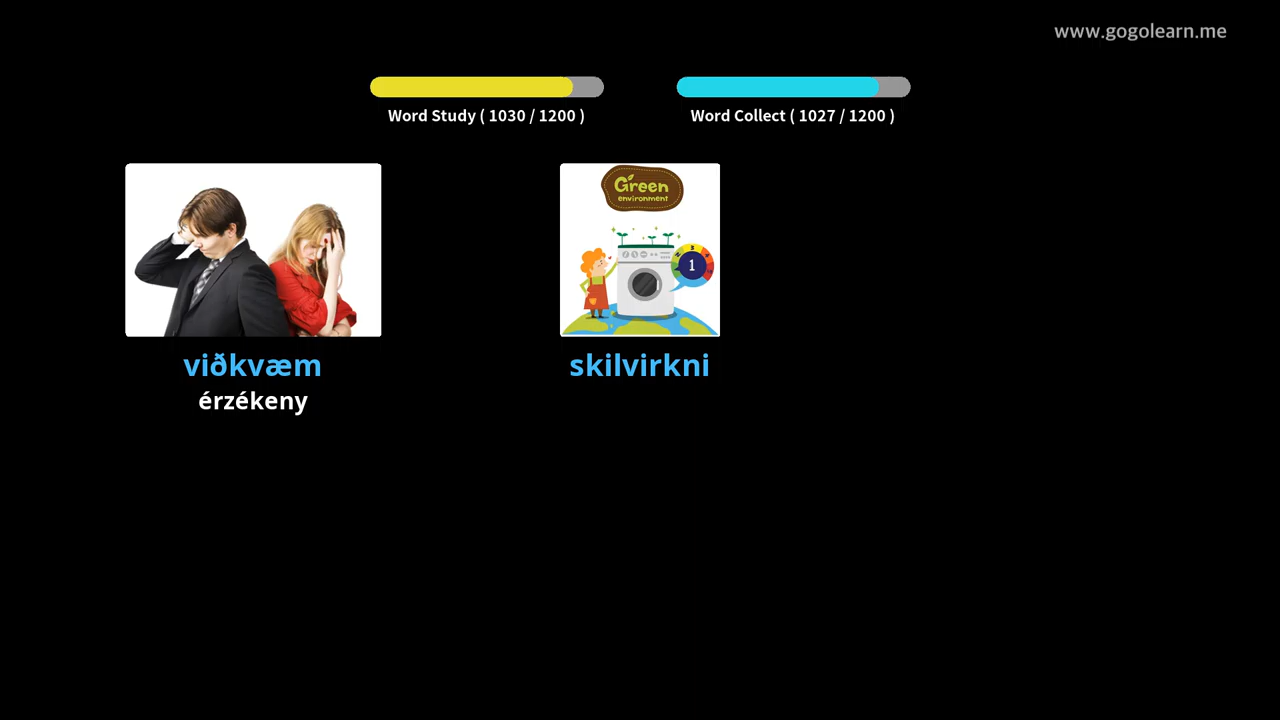 www.gogolearn.me
Word Study ( 1030 / 1200 )
Word Collect ( 1027 / 1200 )
Green
environment
1
viðkvæm
skilvirkni
érzékeny